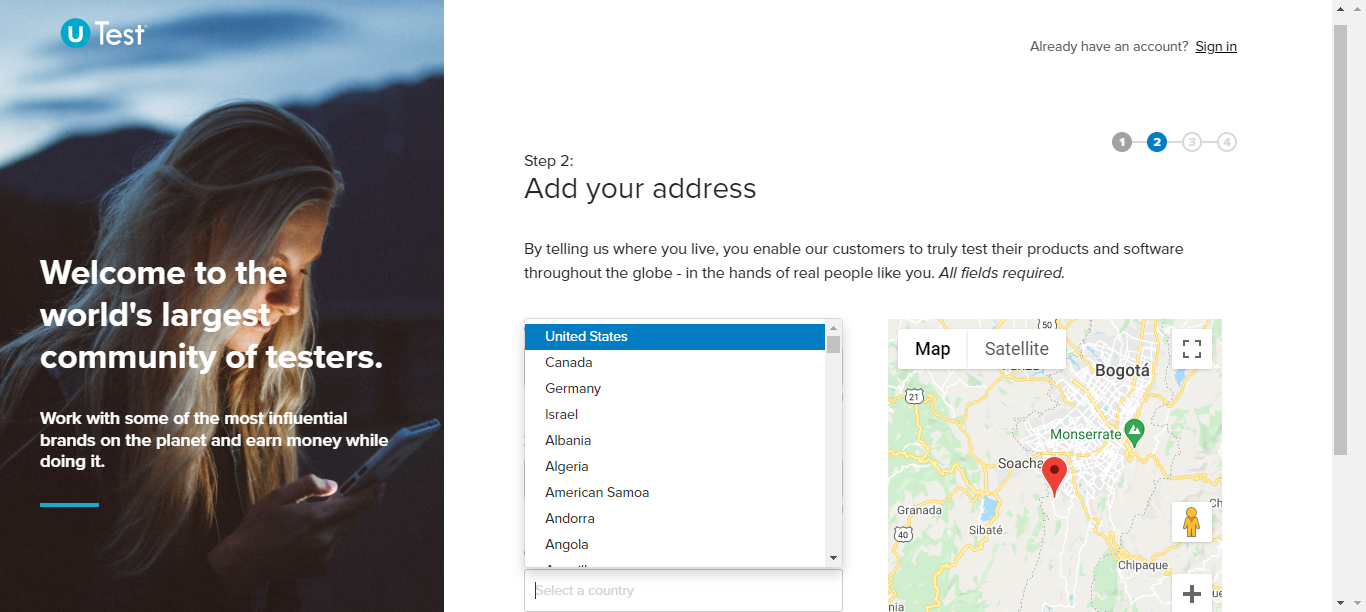 U Test
Already have an account? Sign in
1 2 3 4
Step 2:
Add your address
By telling us where you live, you enable our customers to truly test their products and software
throughout the globe - in the hands of real people like you. All fields required.
Welcome to the
world's largest
community of testers.
Work with some of the most influential
brands on the planet and earn money while
doing it.
United States
Canada
Germany
Israel
Albania
Algeria
American Samoa
Andorra
Angola
Select a country
50
Map Satellite
Bogotá
21
Monserrate
Soacha
Granada
Sibaté
40
Chipaque